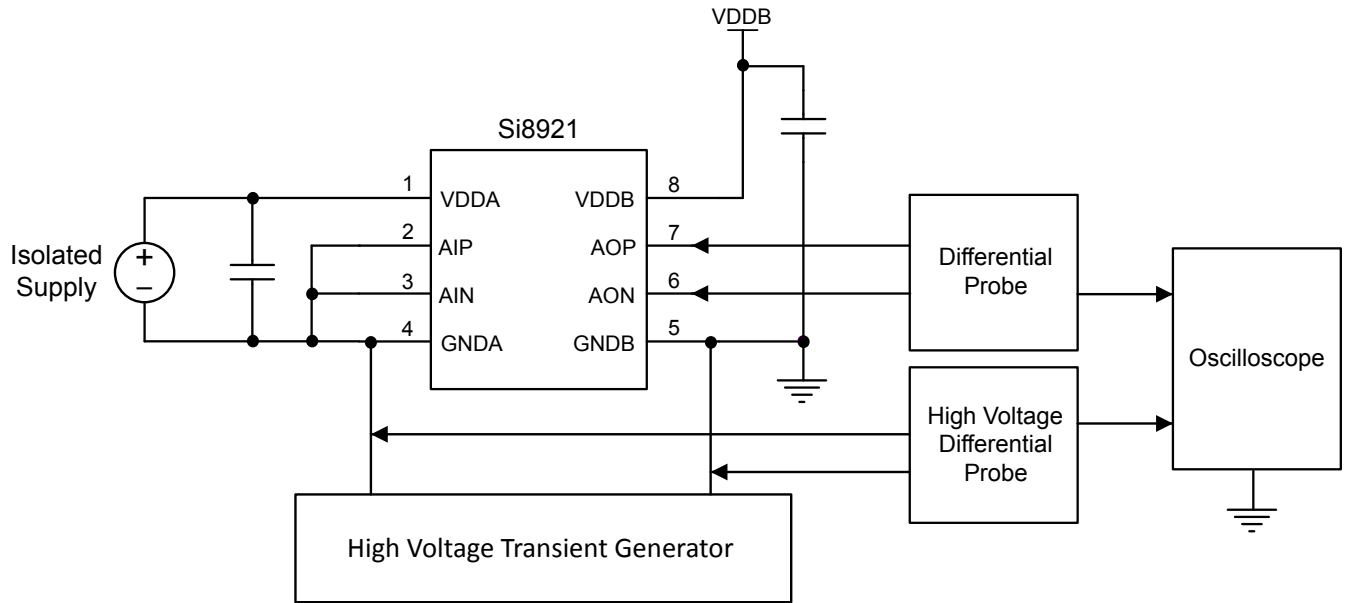 VDDB
Si8921
Isolated
Supply
+
−
1
VDDA
2
AIP
3
AIN
4
GNDA
VDDB
8
AOP
7
AON
6
GNDB
5
Differential
Probe
High Voltage
Differential
Probe
Oscilloscope
High Voltage Transient Generator